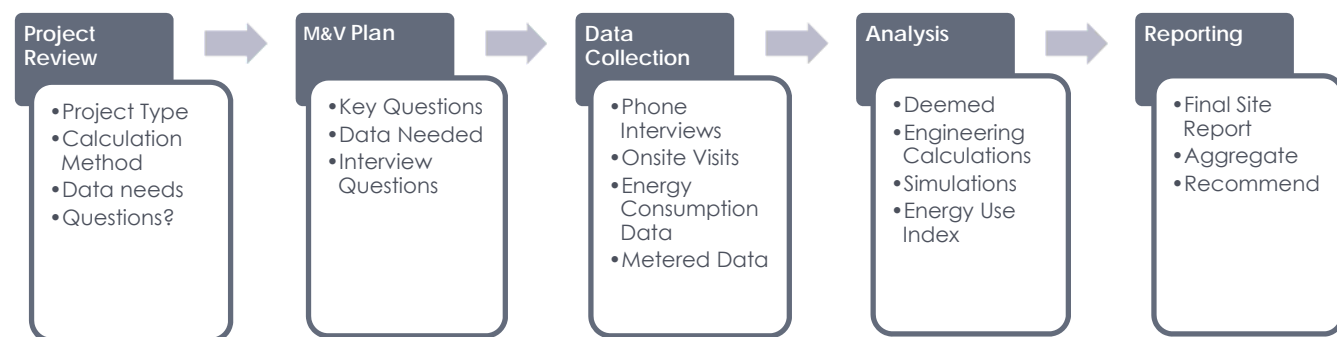 Project
Review
•Project Type
•Calculation
Method
•Data needs
•Questions?
M&V Plan
•Key Questions
•Data Needed
•Interview
Questions
Data
Collection
•Phone
Interviews
•Onsite Visits
•Energy
Consumption
Data
•Metered Data
Analysis
•Deemed
•Engineering
Calculations
•Simulations
•Energy Use
Index
Reporting
•Final Site
Report
•Aggregate
•Recommend